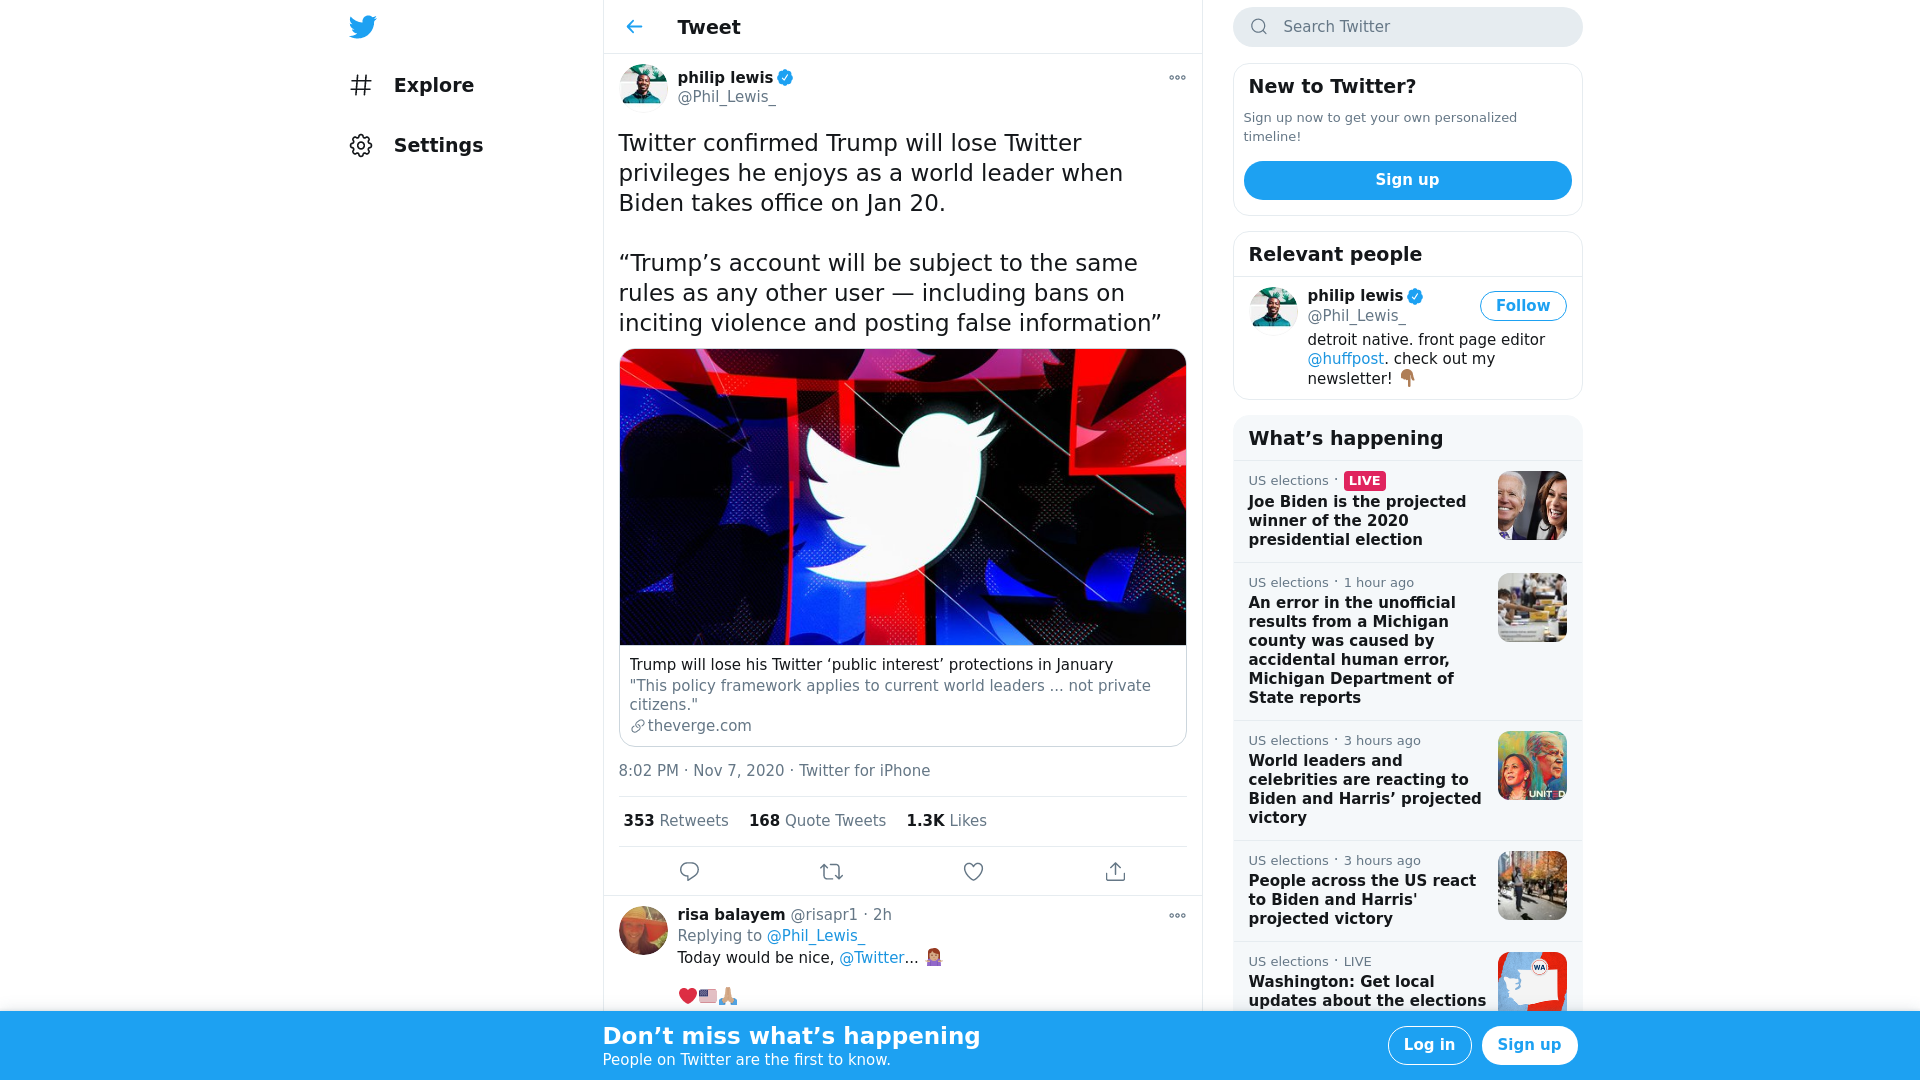 Explore
Settings
Tweet
philip lewis
@Phil_Lewis_
Twitter confirmed Trump will lose Twitter
privileges he enjoys as a world leader when
Biden takes office on Jan 20.
“Trump’s account will be subject to the same
rules as any other user — including bans on
inciting violence and posting false information”
Trump will lose his Twitter ‘public interest’ protections in January
"This policy framework applies to current world leaders ... not private
citizens."
theverge.com
8:02 PM · Nov 7, 2020 · Twitter for iPhone
353 Retweets 168 Quote Tweets 1.3K Likes
risa balayem @risapr1 · 2h
Replying to @Phil_Lewis_
Today would be nice, @Twitter... 🤷🏽‍♀️
❤️🇺🇸🙏🏼
Search Twitter
New to Twitter?
Sign up now to get your own personalized
timeline!
Sign up
Relevant people
philip lewis
@Phil_Lewis_
Follow
detroit native. front page editor
@huffpost. check out my
newsletter! 👇🏾
What’s happening
US elections · LIVE
Joe Biden is the projected
winner of the 2020
presidential election
US elections · 1 hour ago
An error in the unofficial
results from a Michigan
county was caused by
accidental human error,
Michigan Department of
State reports
US elections · 3 hours ago
World leaders and
celebrities are reacting to
Biden and Harris’ projected
victory
UNITED
US elections · 3 hours ago
People across the US react
to Biden and Harris'
projected victory
US elections · LIVE
Washington: Get local
updates about the elections
WA
Don’t miss what’s happening
People on Twitter are the first to know.
Log in
Sign up